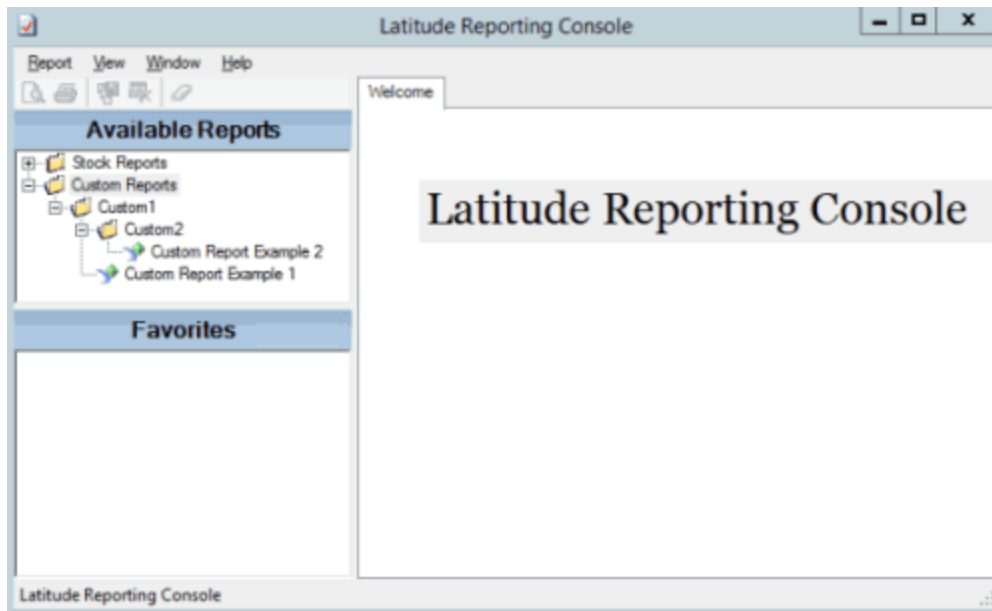 Latitude Reporting Console
Report View Window Help
Welcome
Available Reports
Stock Reports
Custom Reports
Custom1
Custom2
Custom Report Example 2
Custom Report Example 1
Latitude Reporting Console
Favorites
Latitude Reporting Console